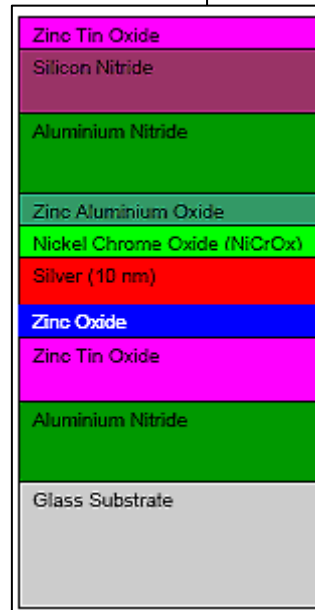 Zinc Tin Oxide
Silicon Nitride
Aluminium Nitride
Zinc Aluminium Oxide
Nickel Chrome Oxide (NiCrOx)
Silver (10 nm)
Zinc Oxide
Zinc Tin Oxide
Aluminium Nitride
Glass Substrate